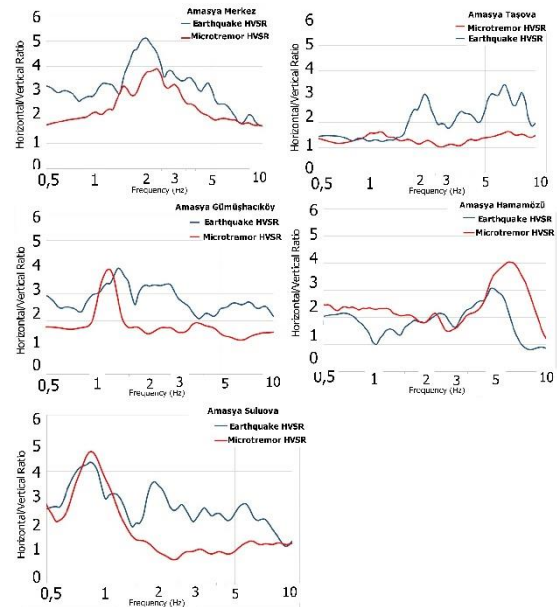 Amasya Merkez
Earthquake HVSR
Microtremor HVSR
Horizontal/Vertical Ratio
6
5
4
3
2
1
0
0,5 1 2 3 5 10
Frequency (Hz)
Amasya Taşova
Microtremor HVSR
Earthquake HVSR
Horizontal/Vertical Ratio
6
5
4
3
2
1
0
0,5 1 2 3 5 10
Frequency (Hz)
Amasya Gümüşhacıköy
Earthquake HVSR
Microtremor HVSR
Horizontal/Vertical Ratio
6
5
4
3
2
1
0
0,5 1 2 3 5 10
Frequency (Hz)
Amasya Hamamözü
Earthquake HVSR
Microtremor HVSR
Horizontal/Vertical Ratio
6
5
4
3
2
1
0
0,5 1 2 3 5 10
Frequency (Hz)
Amasya Suluova
Earthquake HVSR
Microtremor HVSR
Horizontal/Vertical Ratio
6
5
4
3
2
1
0
0,5 1 2 3 5 10
Frequency (Hz)